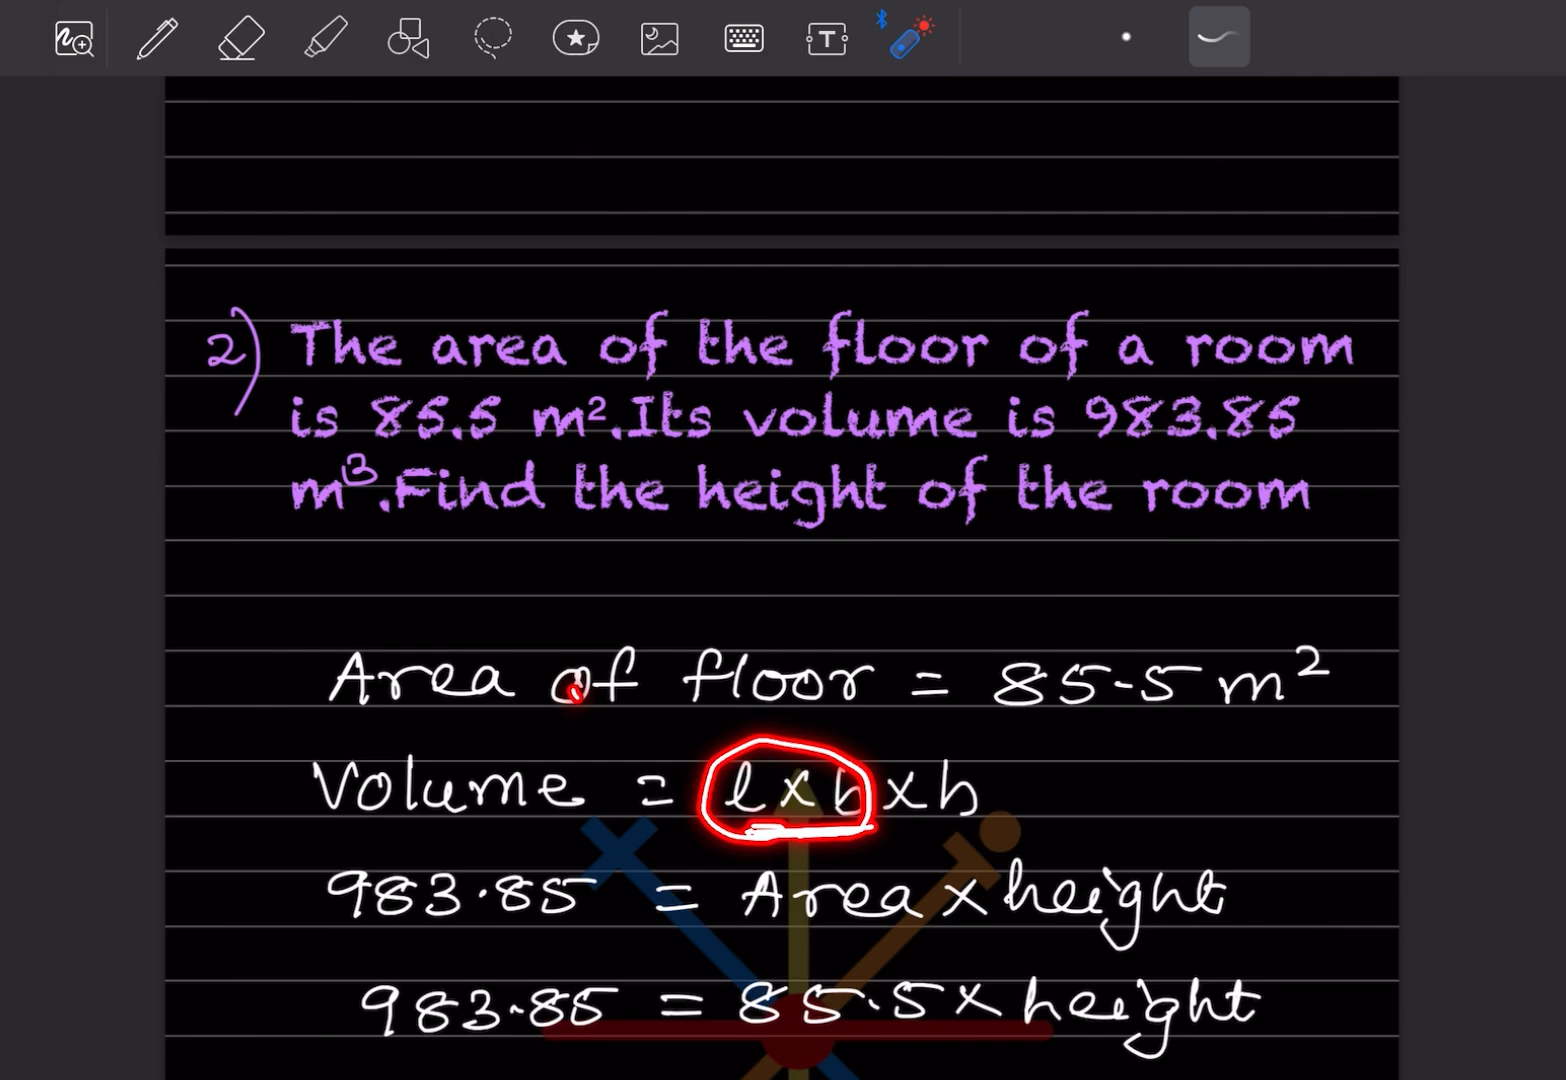 2) The area of the floor of a room
is 85.5 m².Its volume is 983.85
m³.Find the height of the room
Area of floor = 85.5 m²
Volume = l x b x h
983.85 = Area x height
983.85 = 85.5 x height